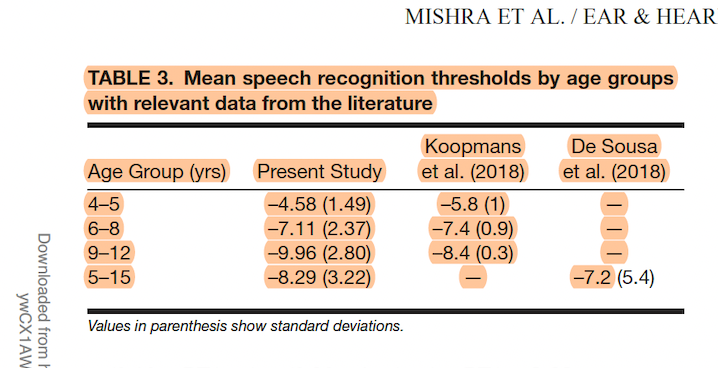 MISHRA ET AL. / EAR & HEAR
TABLE 3. Mean speech recognition thresholds by age groups
with relevant data from the literature
Koopmans De Sousa
Age Group (yrs) Present Study et al. (2018) et al. (2018)
4–5 −4.58 (1.49) −5.8 (1) —
6–8 −7.11 (2.37) −7.4 (0.9) —
9–12 −9.96 (2.80) −8.4 (0.3) —
5–15 −8.29 (3.22) — −7.2 (5.4)
Values in parenthesis show standard deviations.
Downloaded from h
ywCX1AW